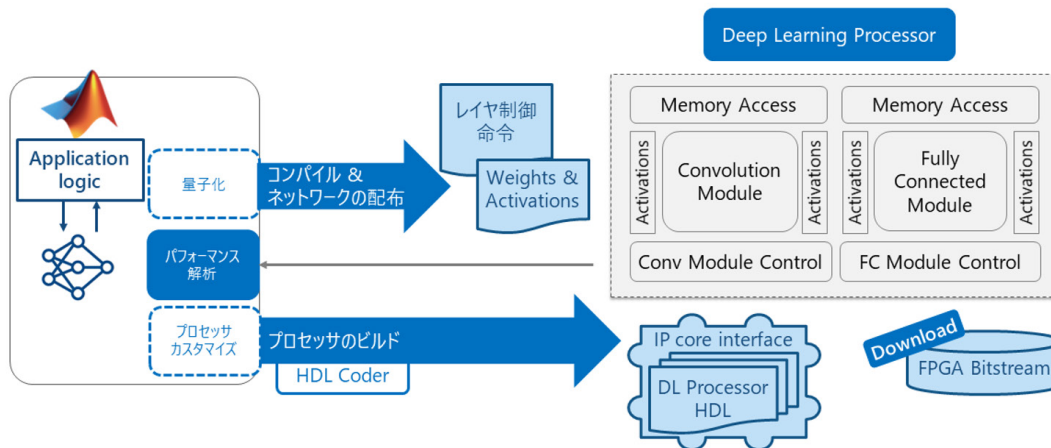 Deep Learning Processor
Application
logic
量子化
コンパイル &
ネットワークの配布
レイヤ制御
命令
Weights &
Activations
パフォーマンス
解析
プロセッサ
カスタマイズ
プロセッサのビルド
HDL Coder
Memory Access
Activations
Convolution
Module
Activations
Conv Module Control
Memory Access
Activations
Fully
Connected
Module
Activations
FC Module Control
IP core interface
DL Processor
HDL
Download
FPGA Bitstream